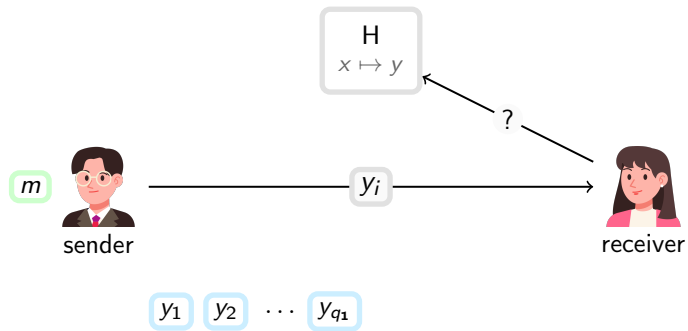 H
x ↦ y
?
m
y_i
sender
receiver
y_1 y_2 ⋯ y_{q_1}